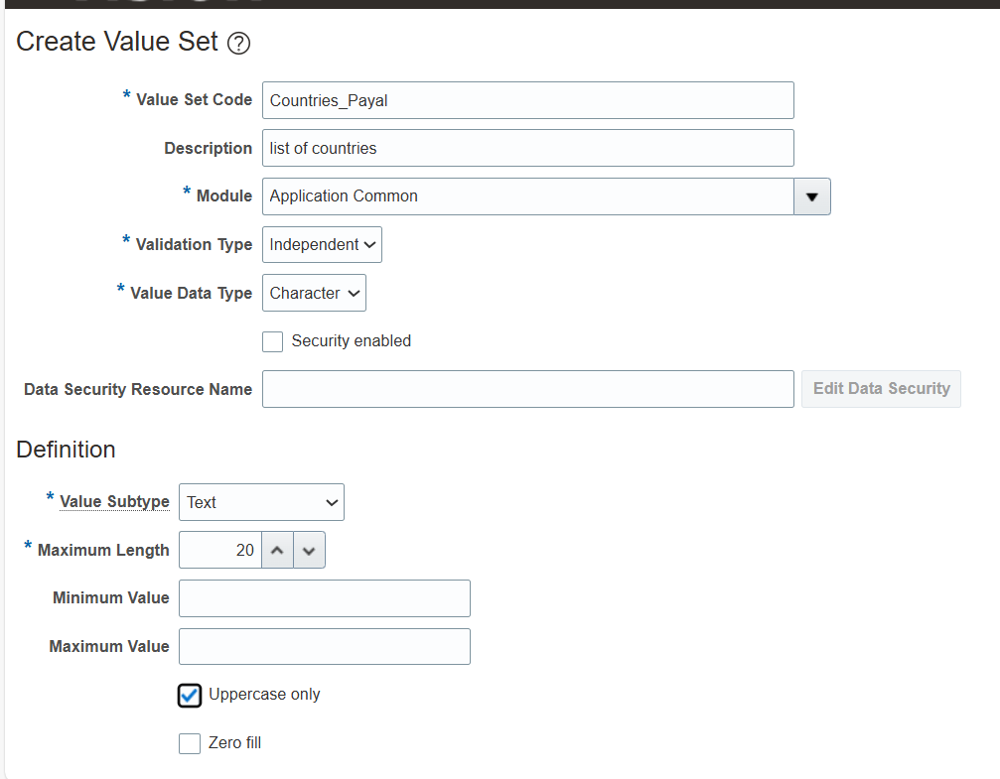 Create Value Set ?
* Value Set Code Countries_Payal
Description list of countries
* Module Application Common
* Validation Type Independent
* Value Data Type Character
Security enabled
Data Security Resource Name Edit Data Security
Definition
* Value Subtype Text
* Maximum Length 20
Minimum Value
Maximum Value
Uppercase only
Zero fill